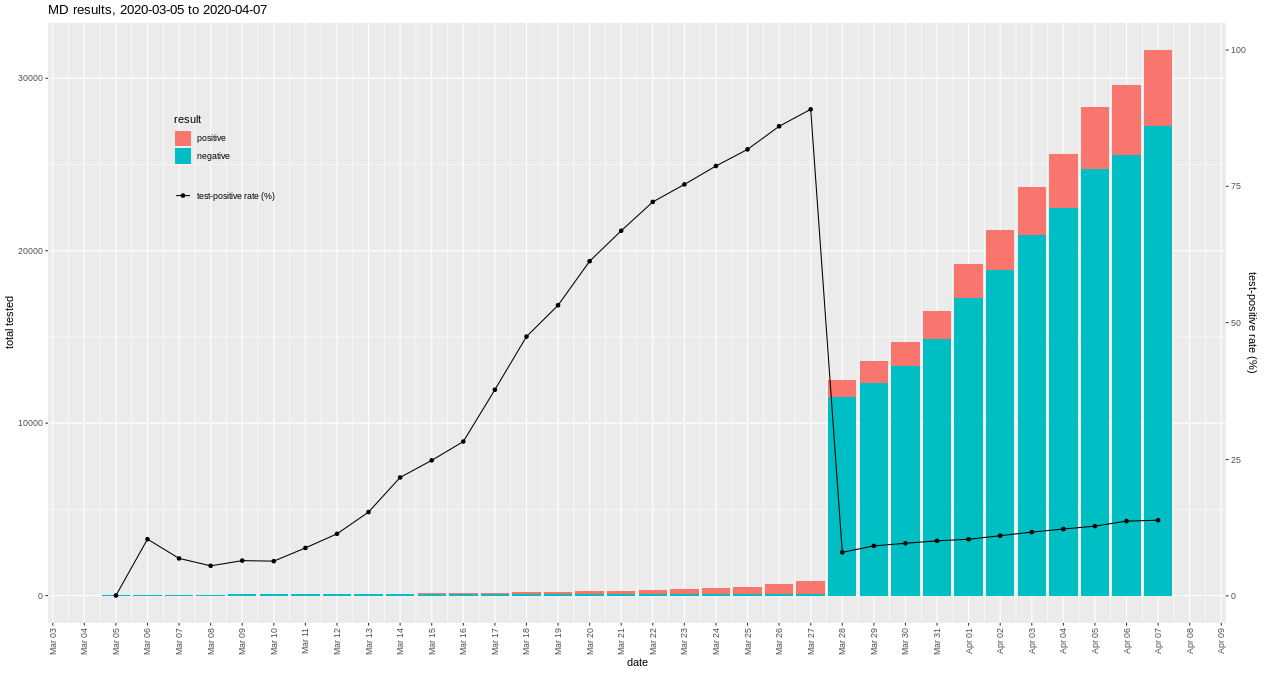 MD results, 2020-03-05 to 2020-04-07
total tested
30000
20000
10000
0
result
positive
negative
test-positive rate (%)
100
75
50
25
0
test-positive rate (%)
Mar 03
Mar 04
Mar 05
Mar 06
Mar 07
Mar 08
Mar 09
Mar 10
Mar 11
Mar 12
Mar 13
Mar 14
Mar 15
Mar 16
Mar 17
Mar 18
Mar 19
Mar 20
Mar 21
Mar 22
Mar 23
Mar 24
Mar 25
Mar 26
Mar 27
Mar 28
Mar 29
Mar 30
Mar 31
Apr 01
Apr 02
Apr 03
Apr 04
Apr 05
Apr 06
Apr 07
Apr 08
Apr 09
date